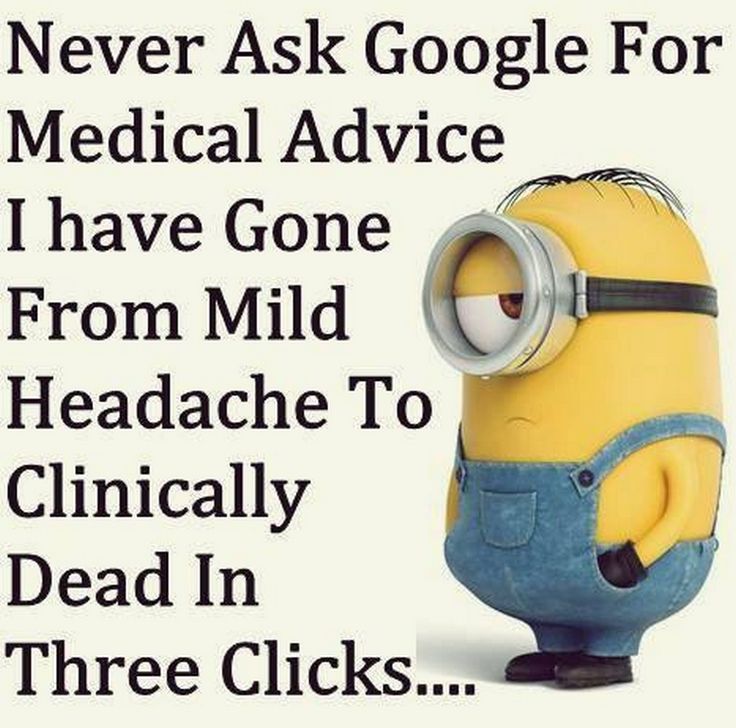 Never Ask Google For
Medical Advice
I have Gone
From Mild
Headache To
Clinically
Dead In
Three Clicks....